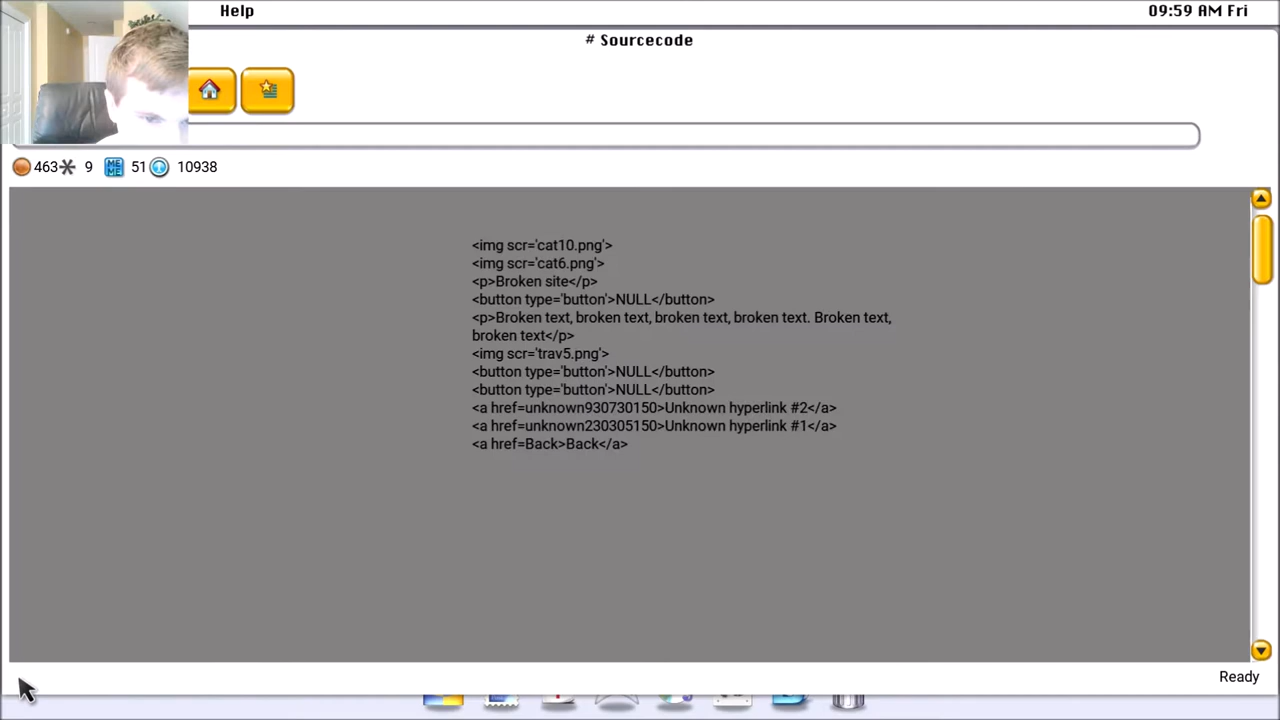 Help
09:59 AM Fri
# Sourcecode
463 9 ME ME 51 10938
<img scr='cat10.png'>
<img scr='cat6.png'>
<p>Broken site</p>
<button type='button'>NULL</button>
<p>Broken text, broken text, broken text, broken text. Broken text,
broken text</p>
<img scr='trav5.png'>
<button type='button'>NULL</button>
<button type='button'>NULL</button>
<a href=unknown930730150>Unknown hyperlink #2</a>
<a href=unknown230305150>Unknown hyperlink #1</a>
<a href=Back>Back</a>
Ready